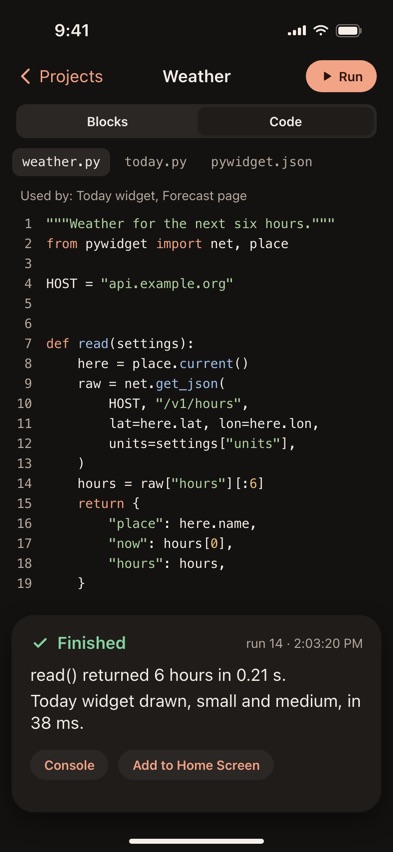 9:41
Projects
Weather
Run
Blocks
Code
weather.py
today.py
pywidget.json
Used by: Today widget, Forecast page
1 """Weather for the next six hours."""
2 from pywidget import net, place
3
4 HOST = "api.example.org"
5
6
7 def read(settings):
8     here = place.current()
9     raw = net.get_json(
10         HOST, "/v1/hours",
11         lat=here.lat, lon=here.lon,
12         units=settings["units"],
13     )
14     hours = raw["hours"][:6]
15     return {
16         "place": here.name,
17         "now": hours[0],
18         "hours": hours,
19     }
Finished
run 14 · 2:03:20 PM
read() returned 6 hours in 0.21 s.
Today widget drawn, small and medium, in
38 ms.
Console
Add to Home Screen